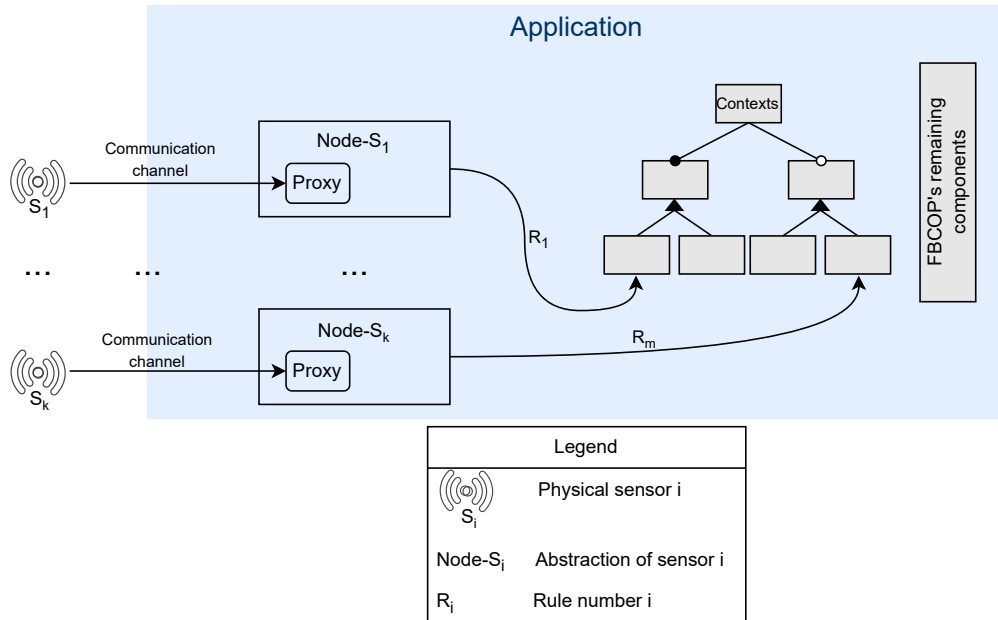 Application
Contexts
FBCOP's remaining
components
Communication
channel
Node-S₁
Proxy
S₁
R₁
... ... ...
Communication
channel
Node-Sₖ
Proxy
Sₖ
Rₘ
Legend
Sᵢ Physical sensor i
Node-Sᵢ Abstraction of sensor i
Rᵢ Rule number i